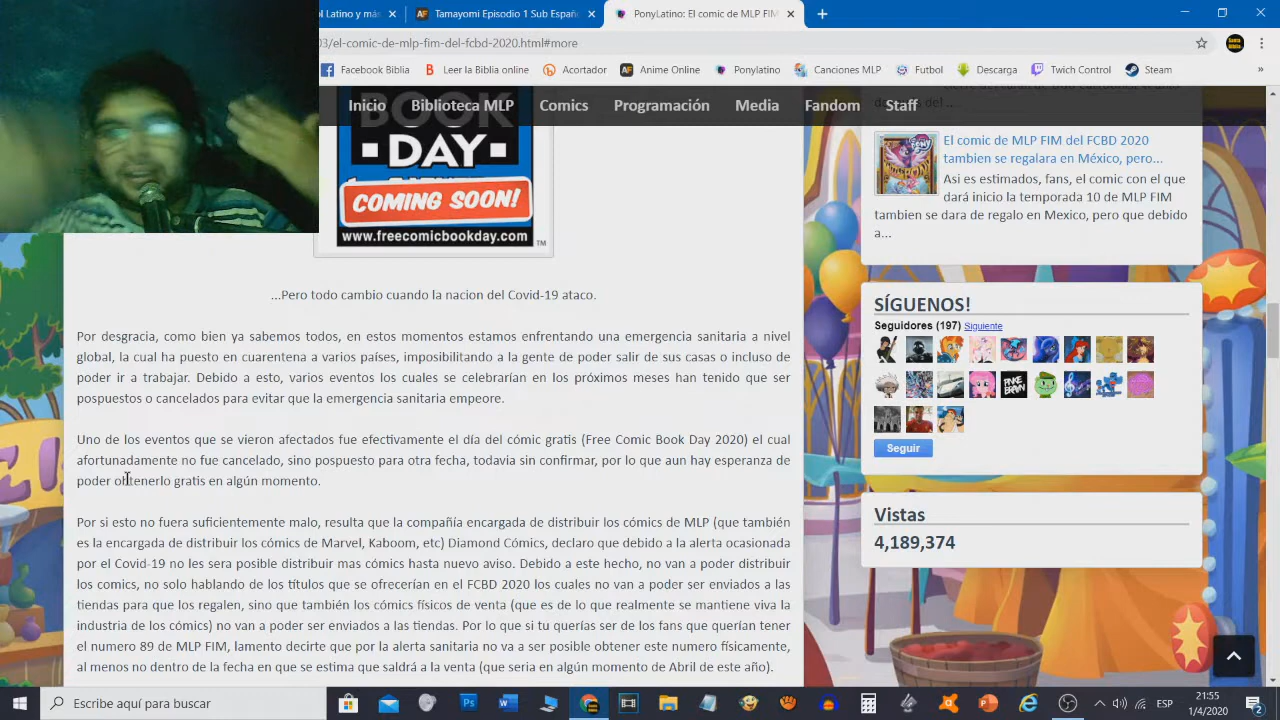 ol Latino y más
Tamayomi Episodio 1 Sub Españ
PonyLatino: El comic de MLP FIM
03/el-comic-de-mlp-fim-del-fcbd-2020.html#more
Facebook Biblia
Leer la Biblia online
Acortador
Anime Online
Ponylatino
Canciones MLP
Futbol
Descarga
Twich Control
Steam
»
Inicio
Biblioteca MLP
Comics
Programación
Media
Fandom
Staff
BOOK
DAY
COMING SOON!
www.freecomicbookday.com
TM
...Pero todo cambio cuando la nacion del Covid-19 ataco.
Por desgracia, como bien ya sabemos todos, en estos momentos estamos enfrentando una emergencia sanitaria a nivel
global, la cual ha puesto en cuarentena a varios países, imposibilitando a la gente de poder salir de sus casas o incluso de
poder ir a trabajar. Debido a esto, varios eventos los cuales se celebrarían en los próximos meses han tenido que ser
pospuestos o cancelados para evitar que la emergencia sanitaria empeore.
Uno de los eventos que se vieron afectados fue efectivamente el día del cómic gratis (Free Comic Book Day 2020) el cual
afortunadamente no fue cancelado, sino pospuesto para otra fecha, todavia sin confirmar, por lo que aun hay esperanza de
poder obtenerlo gratis en algún momento.
Por si esto no fuera suficientemente malo, resulta que la compañía encargada de distribuir los cómics de MLP (que también
es la encargada de distribuir los cómics de Marvel, Kaboom, etc) Diamond Cómics, declaro que debido a la alerta ocasionada
por el Covid-19 no les sera posible distribuir mas cómics hasta nuevo aviso. Debido a este hecho, no van a poder distribuir
los comics, no solo hablando de los títulos que se ofrecerían en el FCBD 2020 los cuales no van a poder ser enviados a las
tiendas para que los regalen, sino que también los cómics físicos de venta (que es de lo que realmente se mantiene viva la
industria de los cómics) no van a poder ser enviados a las tiendas. Por lo que si tu querías ser de los fans que querían tener
el numero 89 de MLP FIM, lamento decirte que por la alerta sanitaria no va a ser posible obtener este numero físicamente,
al menos no dentro de la fecha en que se estima que saldrá a la venta (que seria en algún momento de Abril de este año).
del ...
El comic de MLP FIM del FCBD 2020
tambien se regalara en México, pero...
Asi es estimados, fans, el comic con el que
dará inicio la temporada 10 de MLP FIM
tambien se dara de regalo en Mexico, pero que debido
a...
SÍGUENOS!
Seguidores (197) Siguiente
Seguir
Vistas
4,189,374
Escribe aquí para buscar
ESP
21:55
1/4/2020
2